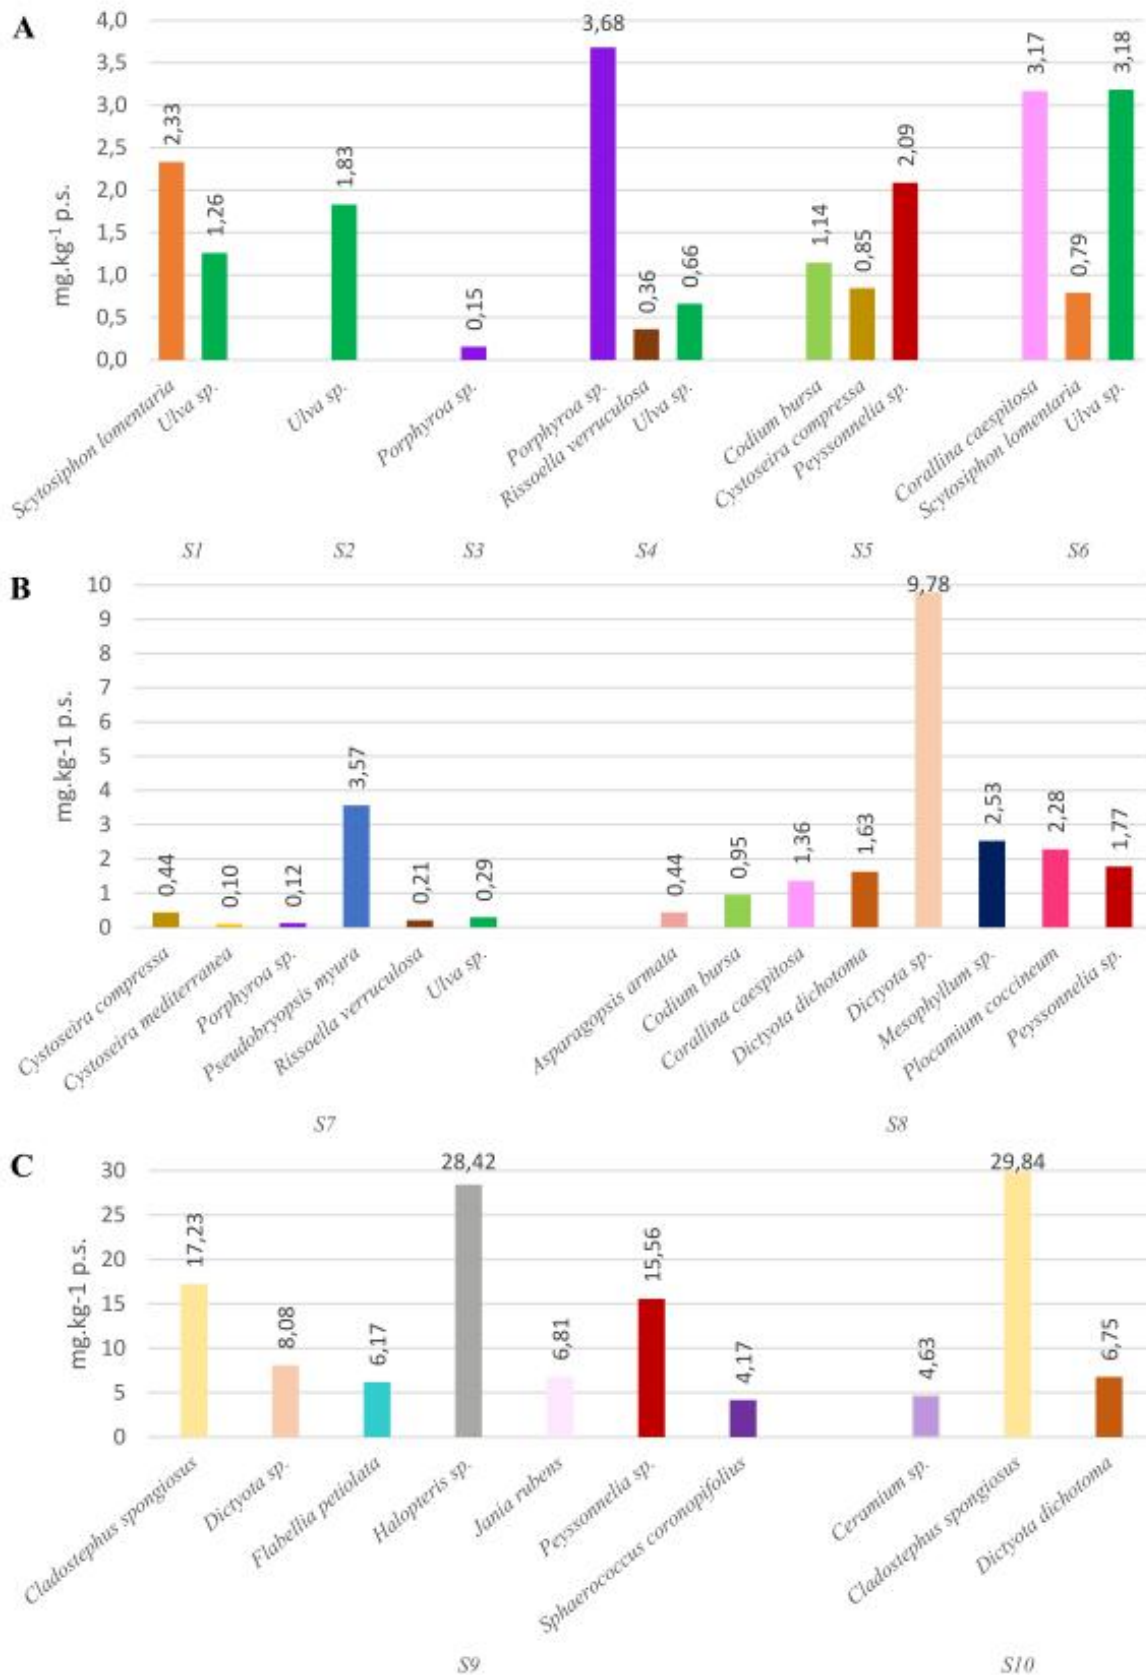 A
4,0
3,5
3,0
2,5
2,0
1,5
1,0
0,5
0,0
mg.kg-1 p.s.
2,33
1,26
1,83
0,15
3,68
0,36
0,66
1,14
0,85
2,09
3,17
0,79
3,18
Scytosiphon lomentaria
Ulva sp.
Ulva sp.
Porphyroa sp.
Porphyroa sp.
Rissoella verruculosa
Ulva sp.
Codium bursa
Cystoseira compressa
Peyssonnelia sp.
Corallina caespitosa
Scytosiphon lomentaria
Ulva sp.
S1 S2 S3 S4 S5 S6
B
10
9
8
7
6
5
4
3
2
1
0
mg.kg-1 p.s.
0,44
0,10
0,12
3,57
0,21
0,29
0,44
0,95
1,36
1,63
9,78
2,53
2,28
1,77
Cystoseira compressa
Cystoseira mediterranea
Porphyroa sp.
Pseudobryopsis myura
Rissoella verruculosa
Ulva sp.
Asparagopsis armata
Codium bursa
Corallina caespitosa
Dictyota dichotoma
Dictyota sp.
Mesophyllum sp.
Plocamium coccineum
Peyssonnelia sp.
S7 S8
C
30
25
20
15
10
5
0
mg.kg-1 p.s.
17,23
8,08
6,17
28,42
6,81
15,56
4,17
4,63
29,84
6,75
Cladostephus spongiosus
Dictyota sp.
Flabellia petiolata
Halopteris sp.
Jania rubens
Peyssonnelia sp.
Sphaerococcus coronopifolius
Ceramium sp.
Cladostephus spongiosus
Dictyota dichotoma
S9 S10